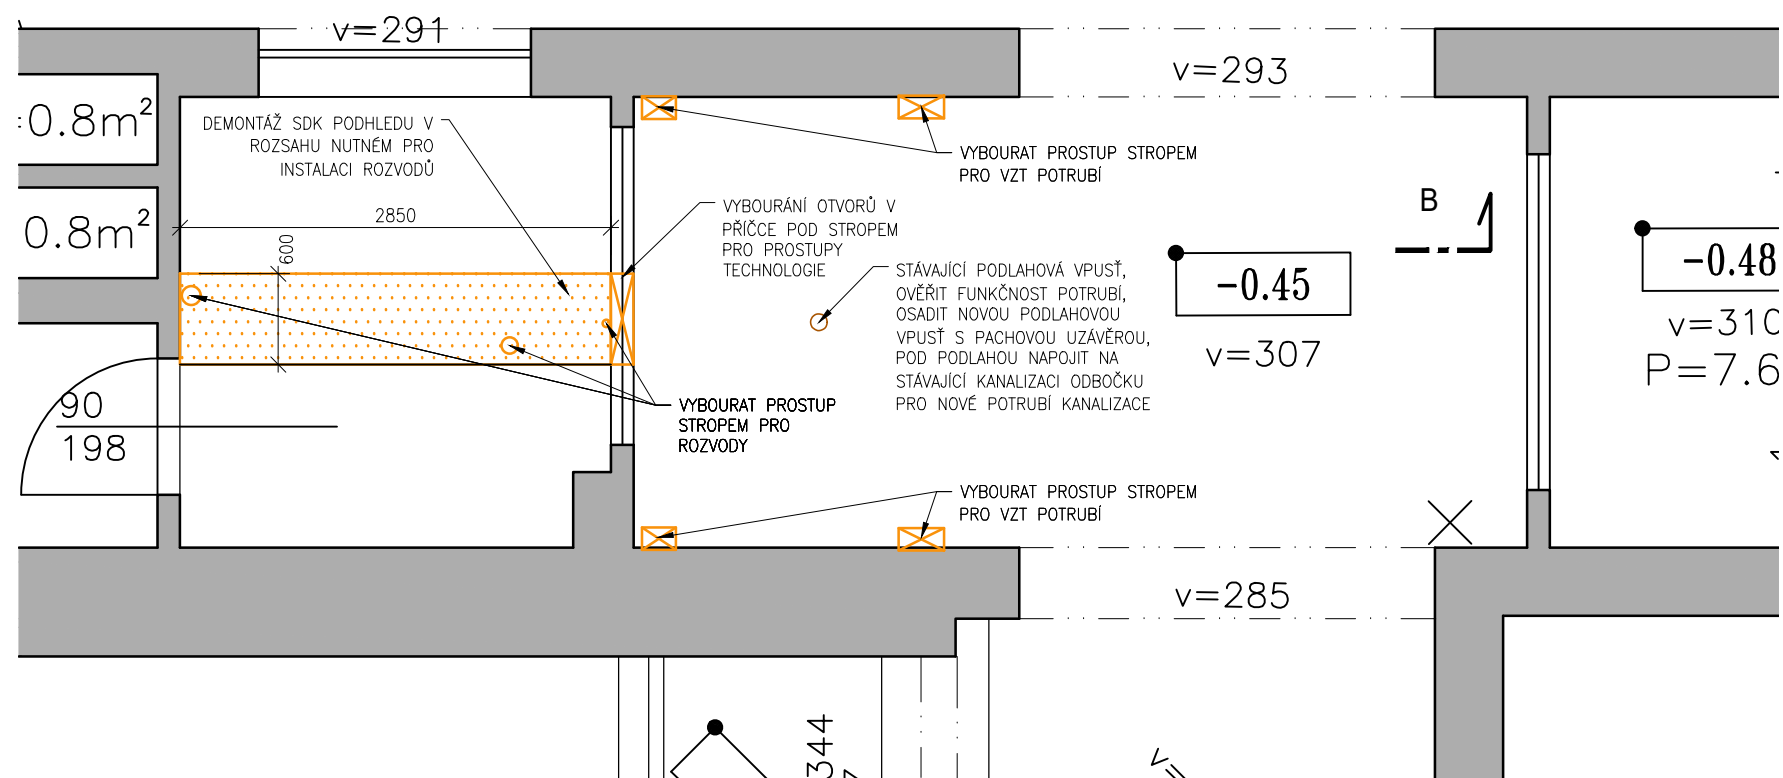 v=291
v=293
=0.8m²
0.8m²
DEMONTÁŽ SDK PODHLEDU V
ROZSAHU NUTNÉM PRO
INSTALACI ROZVODŮ
2850
600
VYBOURAT PROSTUP STROPEM
PRO VZT POTRUBÍ
VYBOURÁNÍ OTVORŮ V
PŘÍČCE POD STROPEM
PRO PROSTUPY
TECHNOLOGIE
STÁVAJÍCÍ PODLAHOVÁ VPUSŤ,
OVĚŘIT FUNKČNOST POTRUBÍ,
OSADIT NOVOU PODLAHOVOU
VPUSŤ S PACHOVOU UZÁVĚROU,
POD PODLAHOU NAPOJIT NA
STÁVAJÍCÍ KANALIZACI ODBOČKU
PRO NOVÉ POTRUBÍ KANALIZACE
B
-0.45
v=307
-0.48
v=310
P=7.6
90
198
VYBOURAT PROSTUP
STROPEM PRO
ROZVODY
VYBOURAT PROSTUP STROPEM
PRO VZT POTRUBÍ
v=285
344
v=